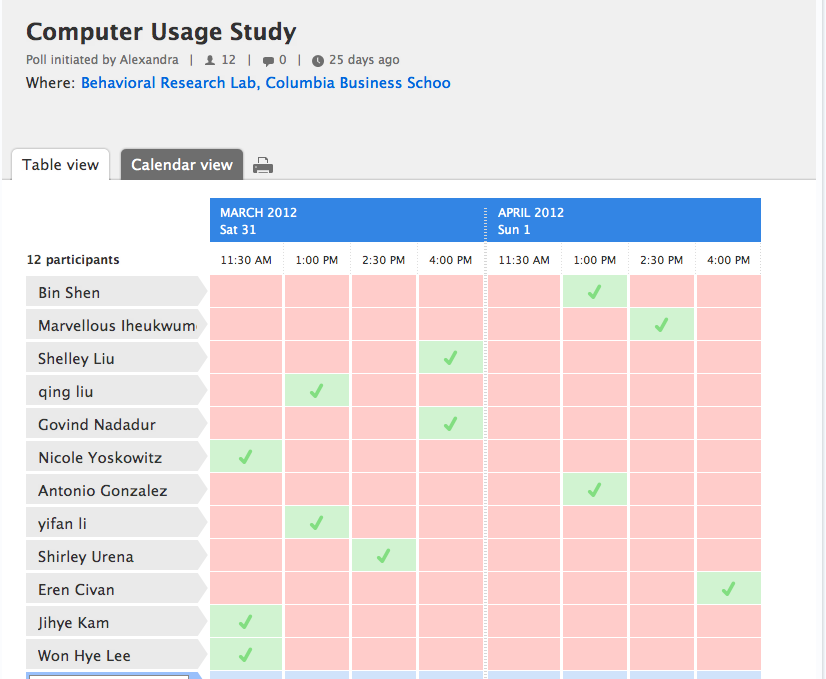 Computer Usage Study
Poll initiated by Alexandra | 12 | 0 | 25 days ago
Where: Behavioral Research Lab, Columbia Business Schoo
Table view Calendar view
MARCH 2012 APRIL 2012
Sat 31 Sun 1
12 participants 11:30 AM 1:00 PM 2:30 PM 4:00 PM 11:30 AM 1:00 PM 2:30 PM 4:00 PM
Bin Shen
Marvellous Iheukwum
Shelley Liu
qing liu
Govind Nadadur
Nicole Yoskowitz
Antonio Gonzalez
yifan li
Shirley Urena
Eren Civan
Jihye Kam
Won Hye Lee